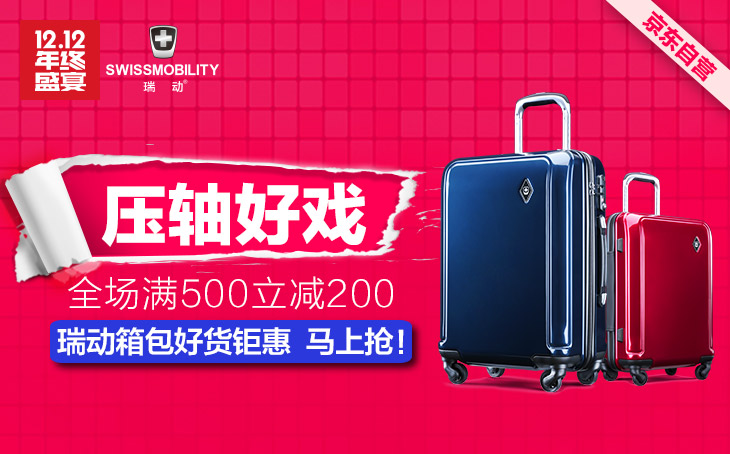 12.12
年终
盛宴
SWISSMOBILITY
瑞动®
京东自营
压轴好戏
全场满500立减200
瑞动箱包好货钜惠 马上抢！